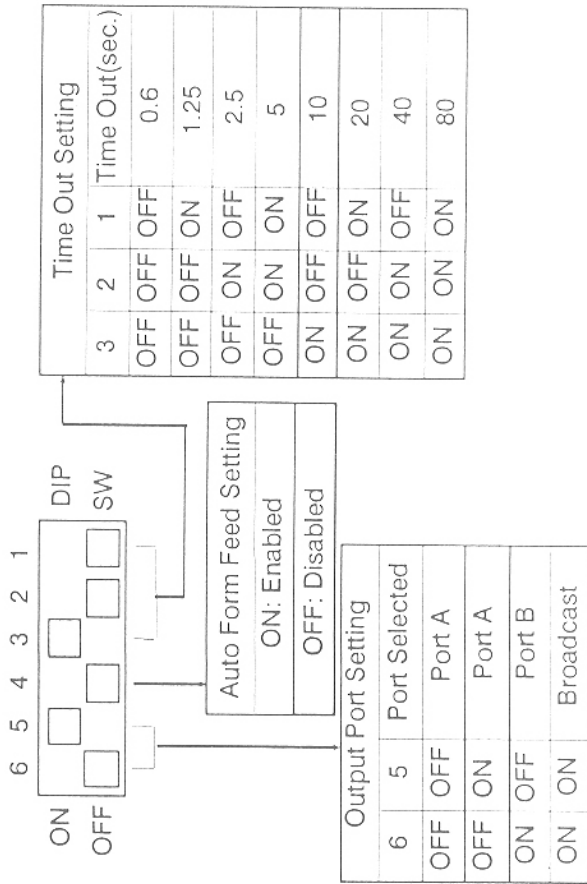 6 5 4 3 2 1
ON DIP
OFF SW
Time Out Setting
3 2 1 Time Out(sec.)
OFF OFF OFF 0.6
OFF OFF ON 1.25
OFF ON OFF 2.5
OFF ON ON 5
ON OFF OFF 10
ON OFF ON 20
ON ON OFF 40
ON ON ON 80
Auto Form Feed Setting
ON: Enabled
OFF: Disabled
Output Port Setting
6 5 Port Selected
OFF OFF Port A
OFF ON Port A
ON OFF Port B
ON ON Broadcast